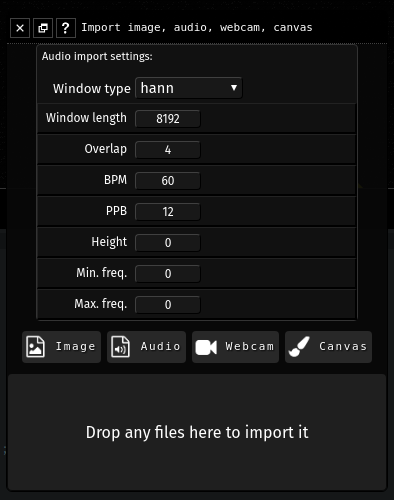 Import image, audio, webcam, canvas
Audio import settings:
Window type hann
Window length 8192
Overlap 4
BPM 60
PPB 12
Height 0
Min. freq. 0
Max. freq. 0
Image Audio Webcam Canvas
Drop any files here to import it